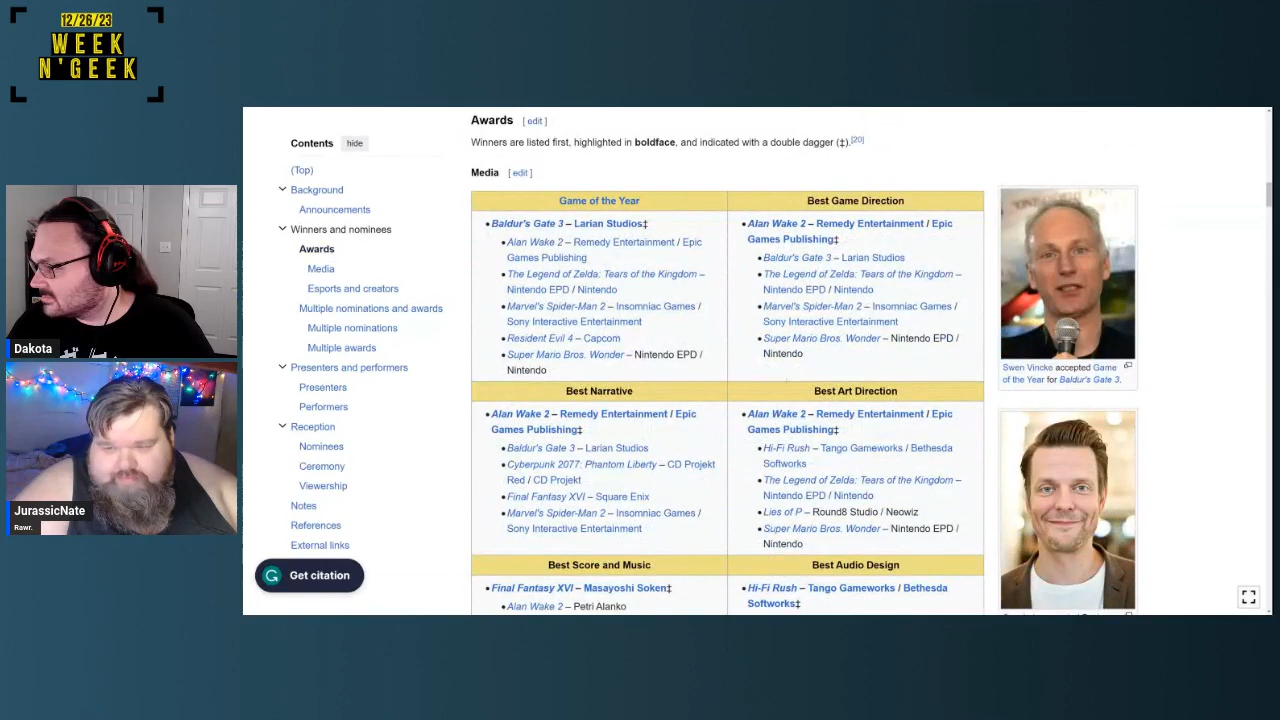 12/26/23
WEEK
N'GEEK
Dakota
JurassicNate
Rawr.
Contents hide
(Top)
Background
Announcements
Winners and nominees
Awards
Media
Esports and creators
Multiple nominations and awards
Multiple nominations
Multiple awards
Presenters and performers
Presenters
Performers
Reception
Nominees
Ceremony
Viewership
Notes
References
External links
Get citation
Awards [ edit ]
Winners are listed first, highlighted in boldface, and indicated with a double dagger (‡).[20]
Media [ edit ]
Game of the Year
•Baldur's Gate 3 – Larian Studios‡
•Alan Wake 2 – Remedy Entertainment / Epic
Games Publishing
•The Legend of Zelda: Tears of the Kingdom –
Nintendo EPD / Nintendo
•Marvel's Spider-Man 2 – Insomniac Games /
Sony Interactive Entertainment
•Resident Evil 4 – Capcom
•Super Mario Bros. Wonder – Nintendo EPD /
Nintendo
Best Game Direction
•Alan Wake 2 – Remedy Entertainment / Epic
Games Publishing‡
•Baldur's Gate 3 – Larian Studios
•The Legend of Zelda: Tears of the Kingdom –
Nintendo EPD / Nintendo
•Marvel's Spider-Man 2 – Insomniac Games /
Sony Interactive Entertainment
•Super Mario Bros. Wonder – Nintendo EPD /
Nintendo
Best Narrative
•Alan Wake 2 – Remedy Entertainment / Epic
Games Publishing‡
•Baldur's Gate 3 – Larian Studios
•Cyberpunk 2077: Phantom Liberty – CD Projekt
Red / CD Projekt
•Final Fantasy XVI – Square Enix
•Marvel's Spider-Man 2 – Insomniac Games /
Sony Interactive Entertainment
Best Art Direction
•Alan Wake 2 – Remedy Entertainment / Epic
Games Publishing‡
•Hi-Fi Rush – Tango Gameworks / Bethesda
Softworks
•The Legend of Zelda: Tears of the Kingdom –
Nintendo EPD / Nintendo
•Lies of P – Round8 Studio / Neowiz
•Super Mario Bros. Wonder – Nintendo EPD /
Nintendo
Best Score and Music
•Final Fantasy XVI – Masayoshi Soken‡
•Alan Wake 2 – Petri Alanko
Best Audio Design
•Hi-Fi Rush – Tango Gameworks / Bethesda
Softworks‡
Swen Vincke accepted Game
of the Year for Baldur's Gate 3.